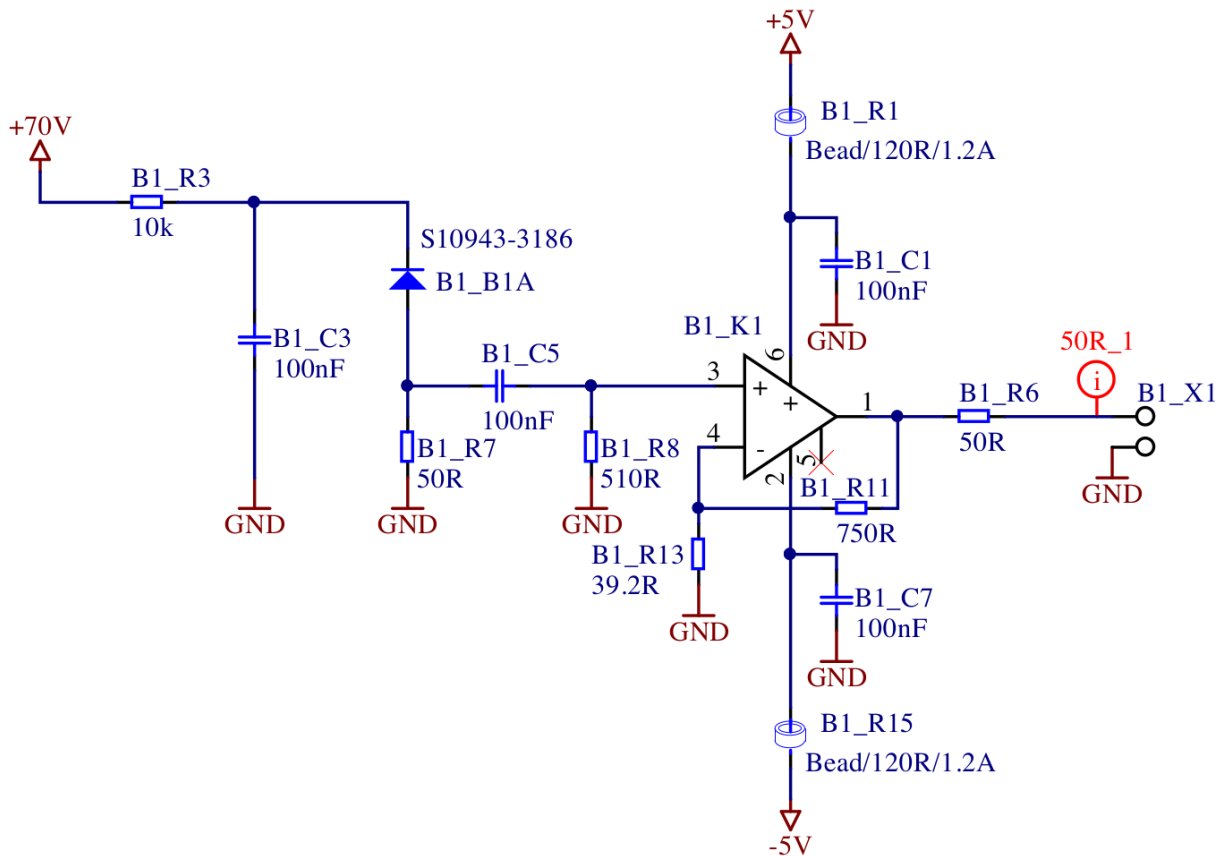 +5V
B1_R1
Bead/120R/1.2A
+70V
B1_R3
10k
S10943-3186
B1_B1A
B1_C1
100nF
GND
B1_C3
100nF
B1_K1
6
B1_C5
100nF
3
+
+
4
-
1
5
2
50R_1
i
B1_R6
50R
B1_X1
GND
B1_R7
50R
B1_R8
510R
B1_R11
750R
GND
GND
GND
B1_R13
39.2R
GND
B1_C7
100nF
GND
B1_R15
Bead/120R/1.2A
-5V